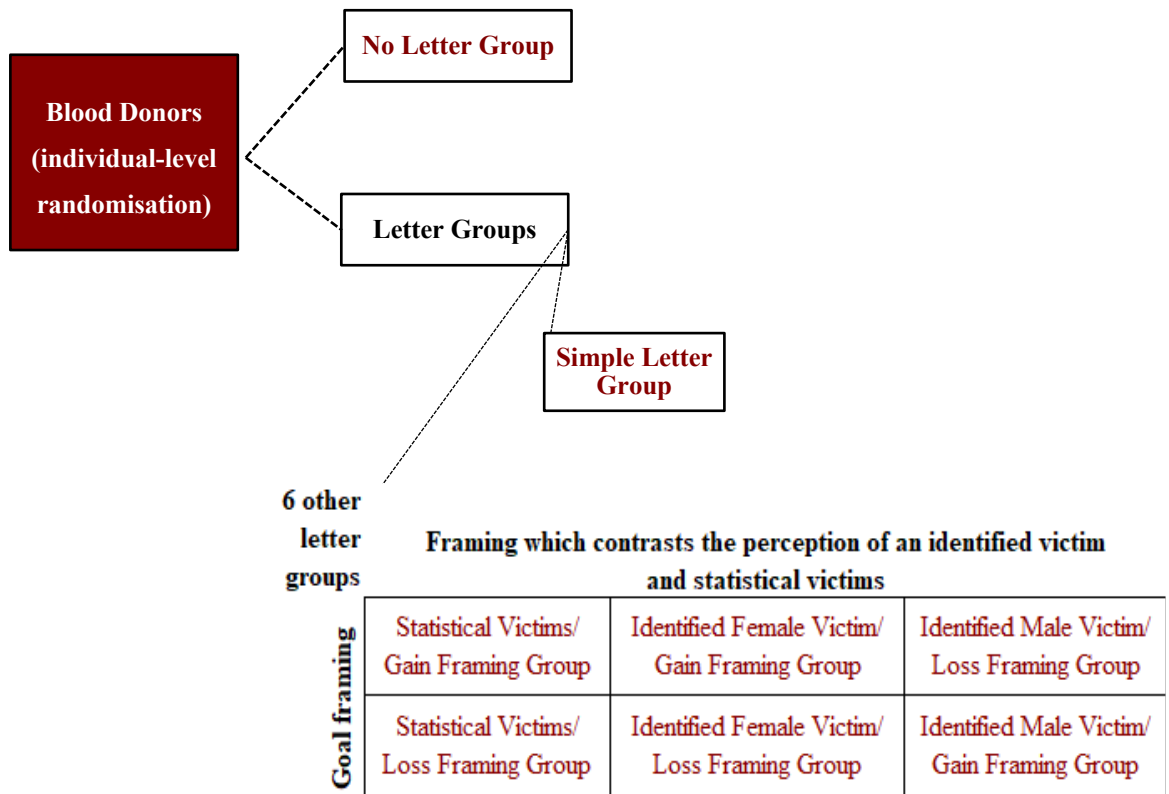 No Letter Group
Blood Donors
(individual-level
randomisation)
Letter Groups
Simple Letter
Group
6 other
letter
groups
Framing which contrasts the perception of an identified victim
and statistical victims
Goal framing
Statistical Victims/
Gain Framing Group
Identified Female Victim/
Gain Framing Group
Identified Male Victim/
Loss Framing Group
Statistical Victims/
Loss Framing Group
Identified Female Victim/
Loss Framing Group
Identified Male Victim/
Gain Framing Group